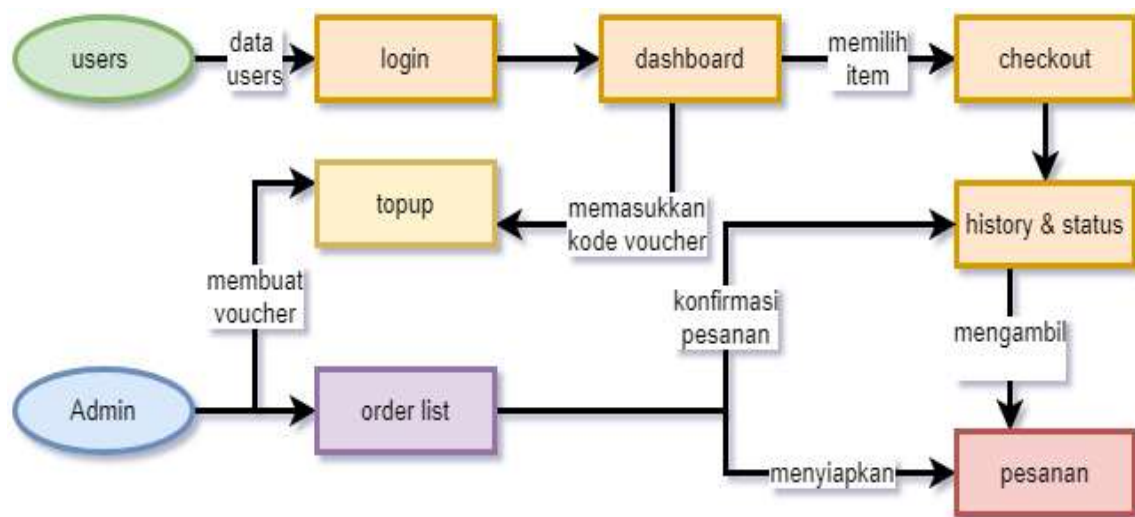 users
data
users
login
dashboard
memilih
item
checkout
topup
memasukkan
kode voucher
history & status
membuat
voucher
konfirmasi
pesanan
mengambil
Admin
order list
menyiapkan
pesanan